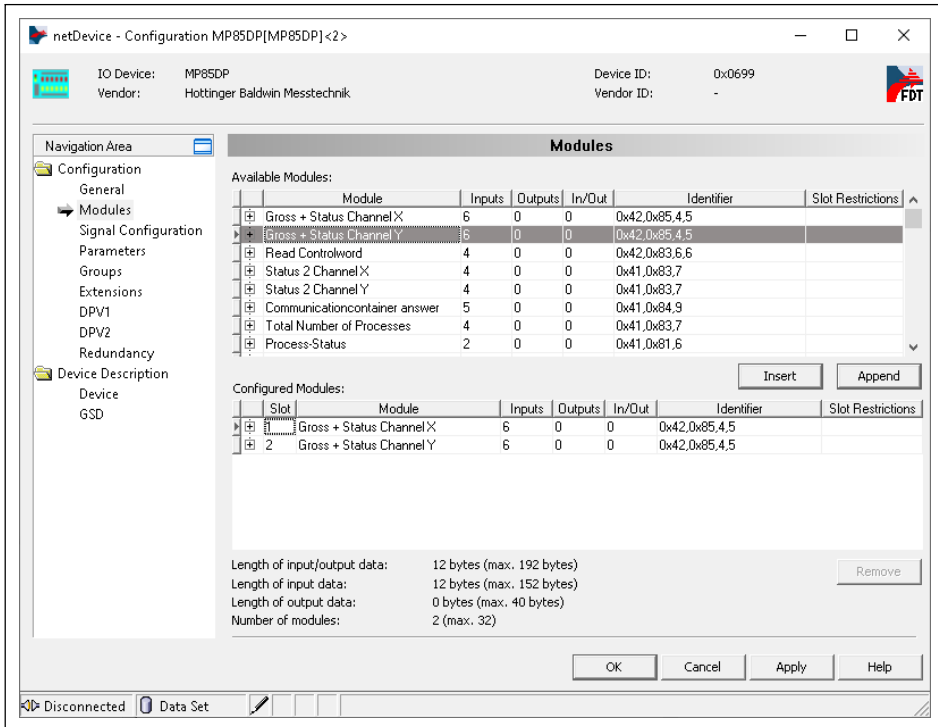 netDevice - Configuration MP85DP[MP85DP]<2>
IO Device: MP85DP Device ID: 0x0699
Vendor: Hottinger Baldwin Messtechnik Vendor ID: -
FDT
Navigation Area
Configuration
General
Modules
Signal Configuration
Parameters
Groups
Extensions
DPV1
DPV2
Redundancy
Device Description
Device
GSD
Modules
Available Modules:
Module Inputs Outputs In/Out Identifier Slot Restrictions
Gross + Status Channel X 6 0 0 0x42,0x85,4,5
Gross + Status Channel Y 6 0 0 0x42,0x85,4,5
Read Controlword 4 0 0 0x42,0x83,6,6
Status 2 Channel X 4 0 0 0x41,0x83,7
Status 2 Channel Y 4 0 0 0x41,0x83,7
Communicationcontainer answer 5 0 0 0x41,0x84,9
Total Number of Processes 4 0 0 0x41,0x83,7
Process-Status 2 0 0 0x41,0x81,6
Insert Append
Configured Modules:
Slot Module Inputs Outputs In/Out Identifier Slot Restrictions
1 Gross + Status Channel X 6 0 0 0x42,0x85,4,5
2 Gross + Status Channel Y 6 0 0 0x42,0x85,4,5
Length of input/output data: 12 bytes (max. 192 bytes)
Length of input data: 12 bytes (max. 152 bytes)
Length of output data: 0 bytes (max. 40 bytes)
Number of modules: 2 (max. 32)
Remove
OK Cancel Apply Help
Disconnected Data Set